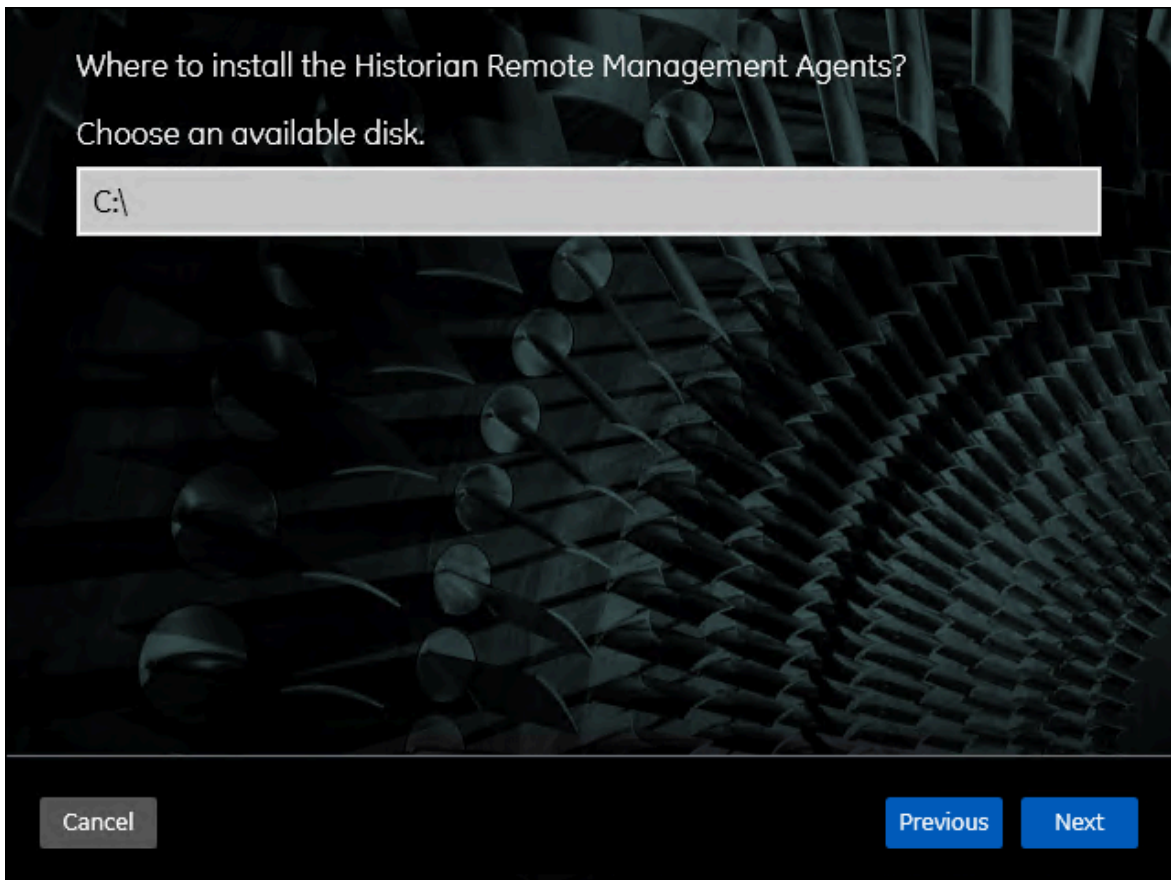 Where to install the Historian Remote Management Agents?
Choose an available disk.
C:\
Cancel
Previous
Next